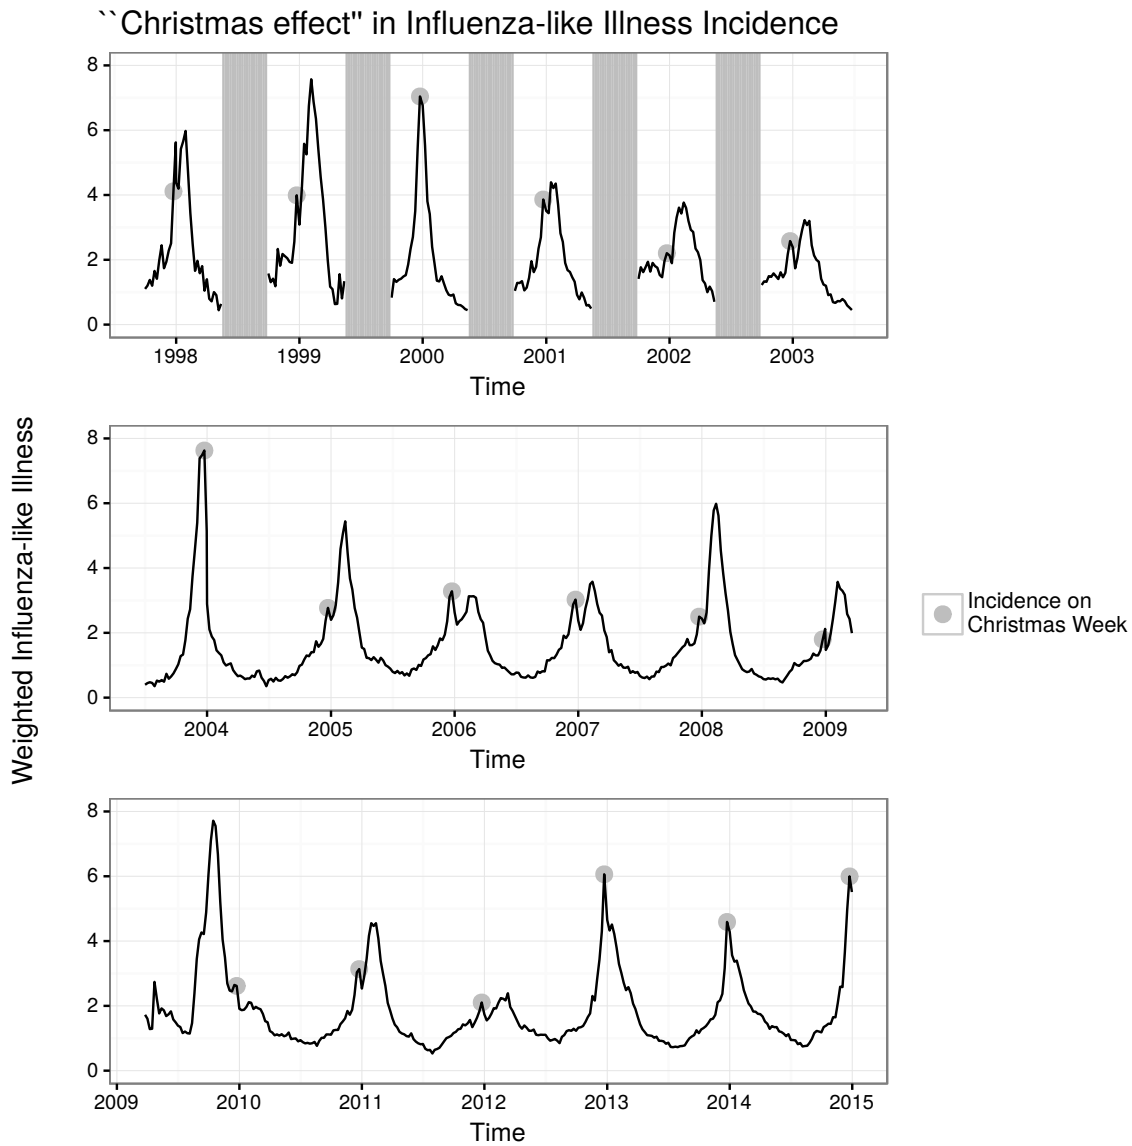 ``Christmas effect'' in Influenza-like Illness Incidence
8
6
4
2
0
1998 1999 2000 2001 2002 2003
Time
Weighted Influenza-like Illness
8
6
4
2
0
2004 2005 2006 2007 2008 2009
Time
Incidence on
Christmas Week
8
6
4
2
0
2009 2010 2011 2012 2013 2014 2015
Time